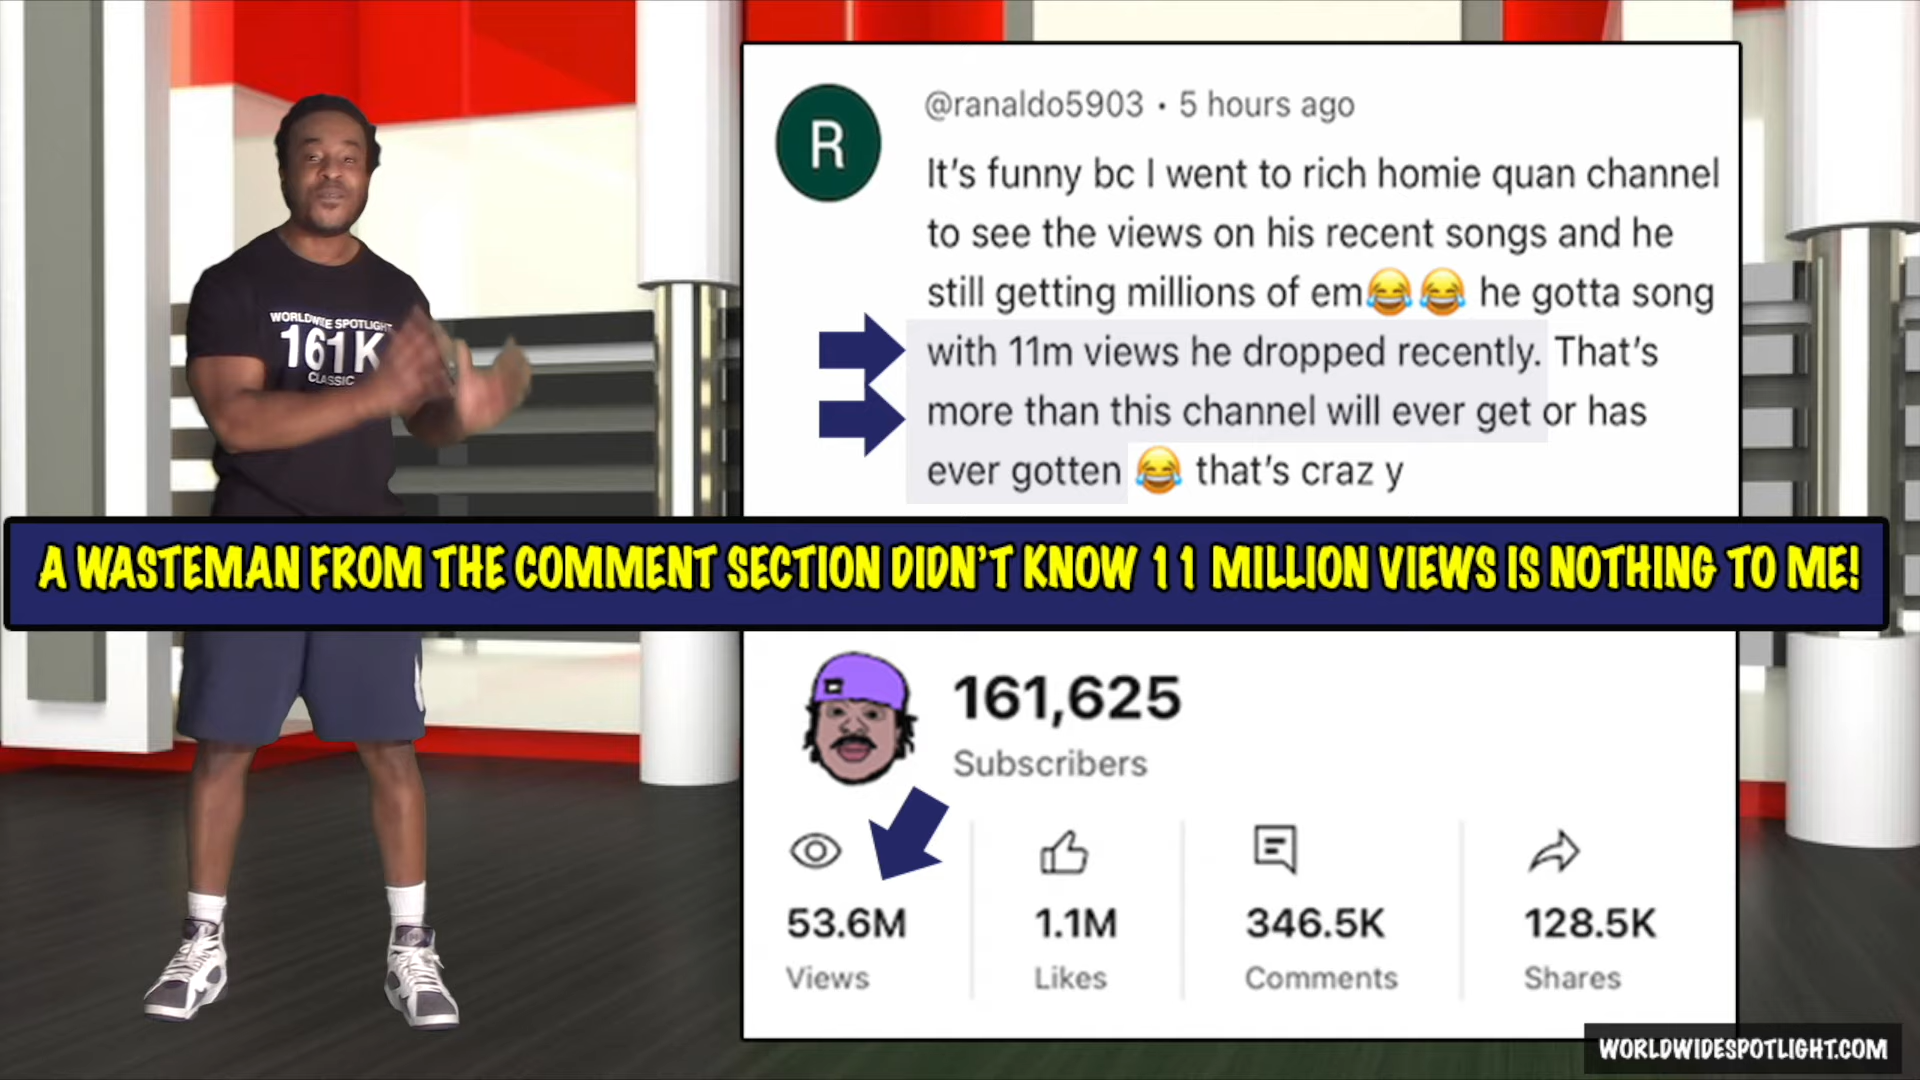 R
@ranaldo5903 • 5 hours ago
It's funny bc I went to rich homie quan channel
to see the views on his recent songs and he
still getting millions of em😂😂 he gotta song
with 11m views he dropped recently. That's
more than this channel will ever get or has
ever gotten 😂 that's craz y
WORLDWIDE SPOTLIGHT
161K
CLASSIC
A WASTEMAN FROM THE COMMENT SECTION DIDN'T KNOW 11 MILLION VIEWS IS NOTHING TO ME!
161,625
Subscribers
53.6M 1.1M 346.5K 128.5K
Views Likes Comments Shares
WORLDWIDESPOTLIGHT.COM